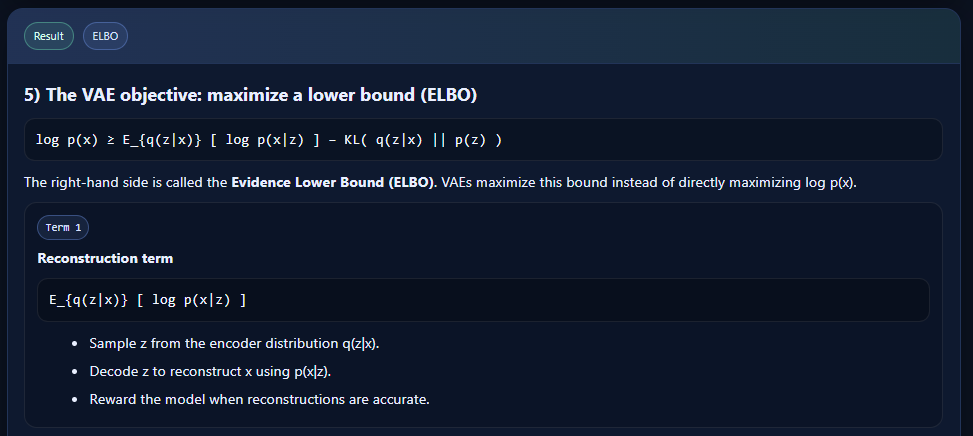 Result
ELBO
5) The VAE objective: maximize a lower bound (ELBO)
log p(x) ≥ E_{q(z|x)} [ log p(x|z) ] − KL( q(z|x) || p(z) )
The right-hand side is called the Evidence Lower Bound (ELBO). VAEs maximize this bound instead of directly maximizing log p(x).
Term 1
Reconstruction term
E_{q(z|x)} [ log p(x|z) ]
• Sample z from the encoder distribution q(z|x).
• Decode z to reconstruct x using p(x|z).
• Reward the model when reconstructions are accurate.